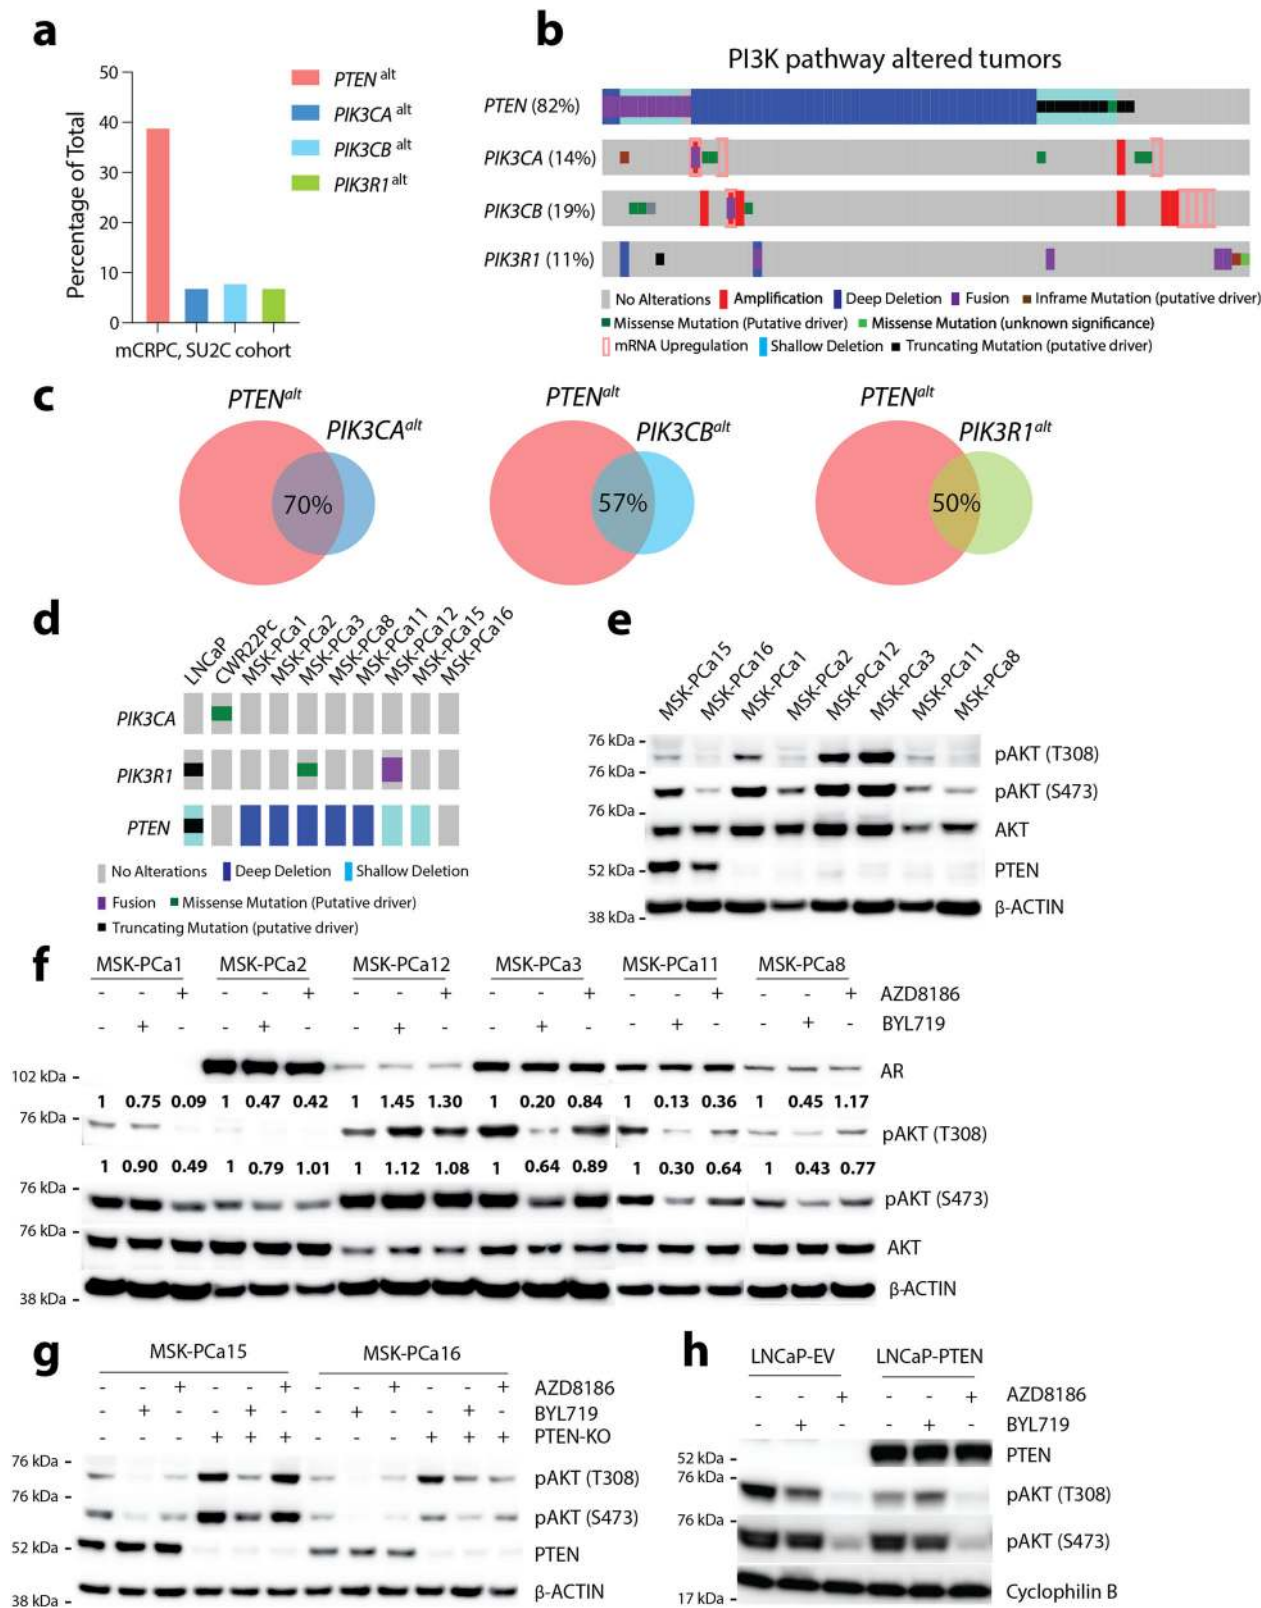 a
50
40
30
20
10
0
Percentage of Total
mCRPC, SU2C cohort
PTEN alt
PIK3CA alt
PIK3CB alt
PIK3R1 alt
b
PI3K pathway altered tumors
PTEN (82%)
PIK3CA (14%)
PIK3CB (19%)
PIK3R1 (11%)
No Alterations Amplification Deep Deletion Fusion Inframe Mutation (putative driver)
Missense Mutation (Putative driver) Missense Mutation (unknown significance)
mRNA Upregulation Shallow Deletion Truncating Mutation (putative driver)
c
PTENalt PIK3CAalt 70%
PTENalt PIK3CBalt 57%
PTENalt PIK3R1alt 50%
d
LNCaP CWR22Pc MSK-PCa1 MSK-PCa2 MSK-PCa3 MSK-PCa8 MSK-PCa11 MSK-PCa12 MSK-PCa15 MSK-PCa16
PIK3CA
PIK3R1
PTEN
No Alterations Deep Deletion Shallow Deletion
Fusion Missense Mutation (Putative driver)
Truncating Mutation (putative driver)
e
MSK-PCa15 MSK-PCa16 MSK-PCa1 MSK-PCa2 MSK-PCa12 MSK-PCa3 MSK-PCa11 MSK-PCa8
76 kDa - pAKT (T308)
76 kDa - pAKT (S473)
76 kDa - AKT
52 kDa - PTEN
38 kDa - β-ACTIN
f
MSK-PCa1 MSK-PCa2 MSK-PCa12 MSK-PCa3 MSK-PCa11 MSK-PCa8
- - + - - + - - + - - + - - + - - + AZD8186
- + - - + - - + - - + - - + - - + - BYL719
102 kDa - AR
1 0.75 0.09 1 0.47 0.42 1 1.45 1.30 1 0.20 0.84 1 0.13 0.36 1 0.45 1.17
76 kDa - pAKT (T308)
1 0.90 0.49 1 0.79 1.01 1 1.12 1.08 1 0.64 0.89 1 0.30 0.64 1 0.43 0.77
76 kDa - pAKT (S473)
76 kDa - AKT
38 kDa - β-ACTIN
g
MSK-PCa15 MSK-PCa16
- - + - - + - - + - - + AZD8186
- + - - + - - + - - + - BYL719
- - - + + + - - - + + + PTEN-KO
76 kDa - pAKT (T308)
76 kDa - pAKT (S473)
52 kDa - PTEN
38 kDa - β-ACTIN
h
LNCaP-EV LNCaP-PTEN
- - + - - + AZD8186
- + - - + - BYL719
52 kDa - PTEN
76 kDa - pAKT (T308)
76 kDa - pAKT (S473)
17 kDa - Cyclophilin B